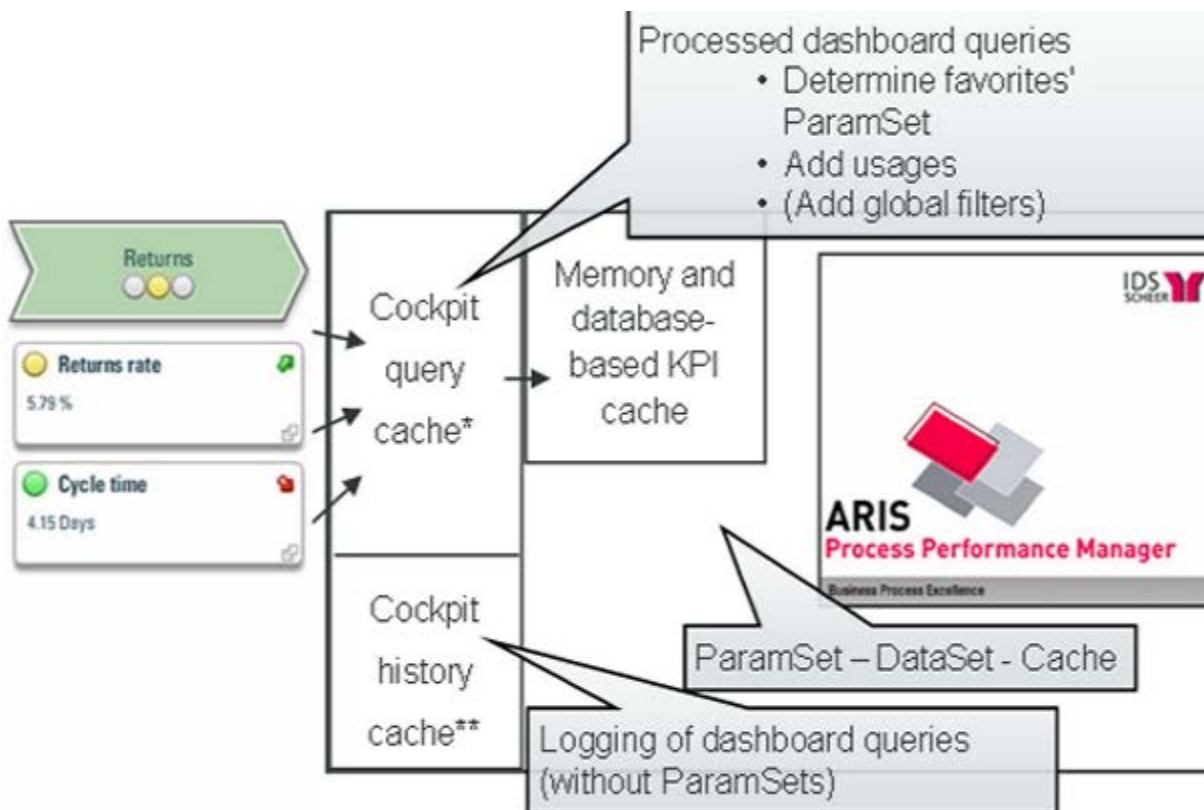 Processed dashboard queries
• Determine favorites'
ParamSet
• Add usages
• (Add global filters)
Returns
Returns rate
5.79 %
Cycle time
4.15 Days
Cockpit
query
cache*
Memory and
database-
based KPI
cache
IDS
SCHEER
ARIS
Process Performance Manager
Business Process Excellence
ParamSet – DataSet - Cache
Cockpit
history
cache**
Logging of dashboard queries
(without ParamSets)